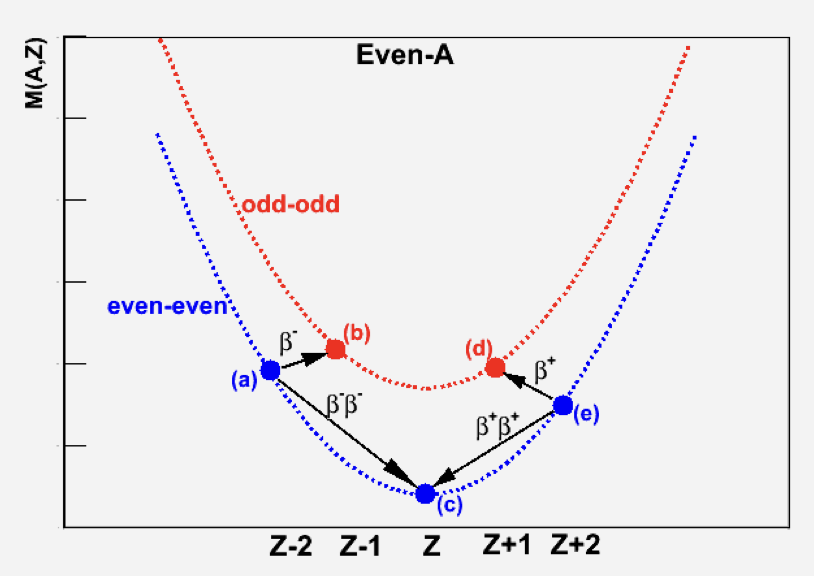 Even-A
M(A,Z)
odd-odd
even-even
β⁻
(b)
(d)
β⁺
(a)
β⁻β⁻
β⁺β⁺
(e)
(c)
Z-2 Z-1 Z Z+1 Z+2